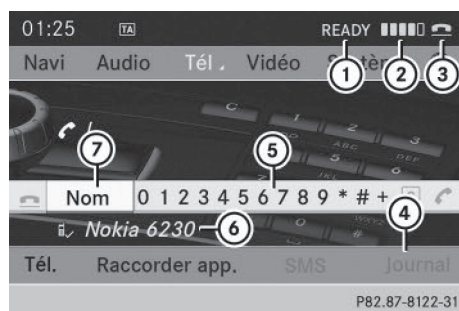 01:25 TA READY
Navi Audio Tél Vidéo
1 2 3
7 5
Nom 0 1 2 3 4 5 6 7 8 9 * # +
4
Nokia 6230 6
Tél. Raccorder app. SMS Journal
P82.87-8122-31